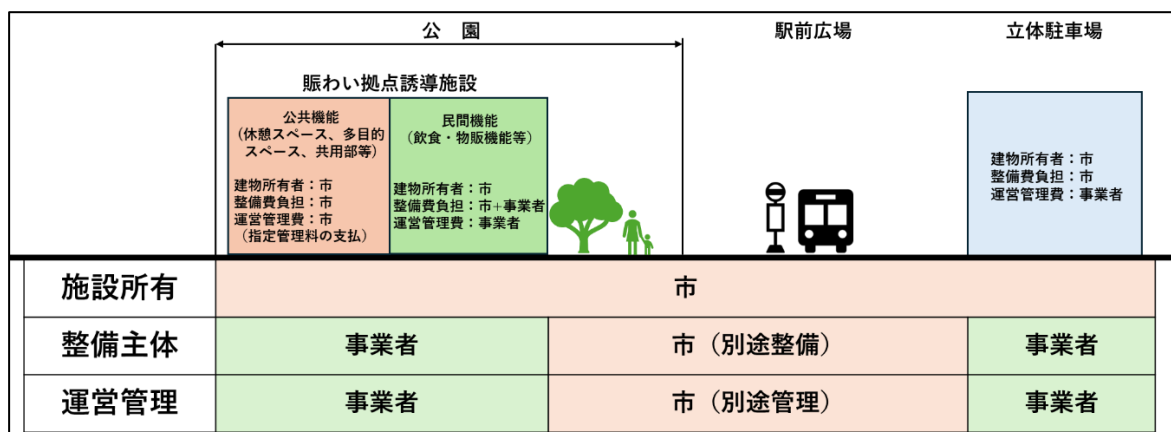 公　園
駅前広場
立体駐車場
賑わい拠点誘導施設
公共機能
(休憩スペース、多目的
スペース、共用部等)
建物所有者：市
整備費負担：市
運営管理費：市
(指定管理料の支払)
民間機能
(飲食・物販機能等)
建物所有者：市
整備費負担：市+事業者
運営管理費：事業者
建物所有者：市
整備費負担：市
運営管理費：事業者
施設所有
市
整備主体
事業者
市（別途整備）
事業者
運営管理
事業者
市（別途管理）
事業者